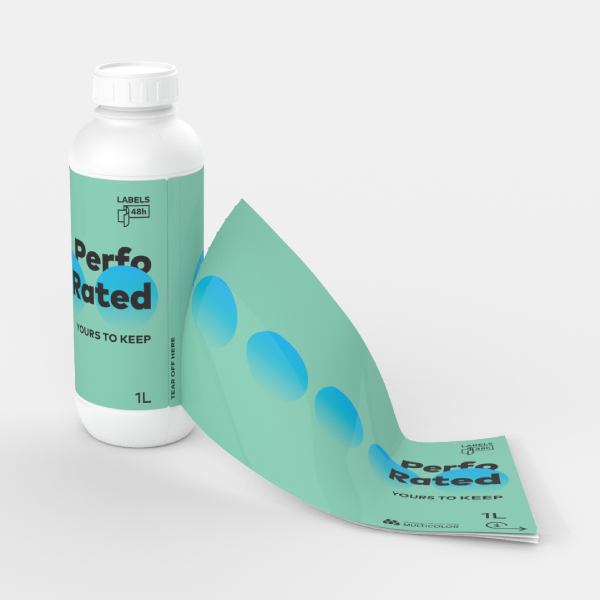 LABELS
48h
Perfo
Rated
YOURS TO KEEP
1L
TEAR OFF HERE
LABELS
48h
Perfo
Rated
YOURS TO KEEP
1L
MULTICOLOR